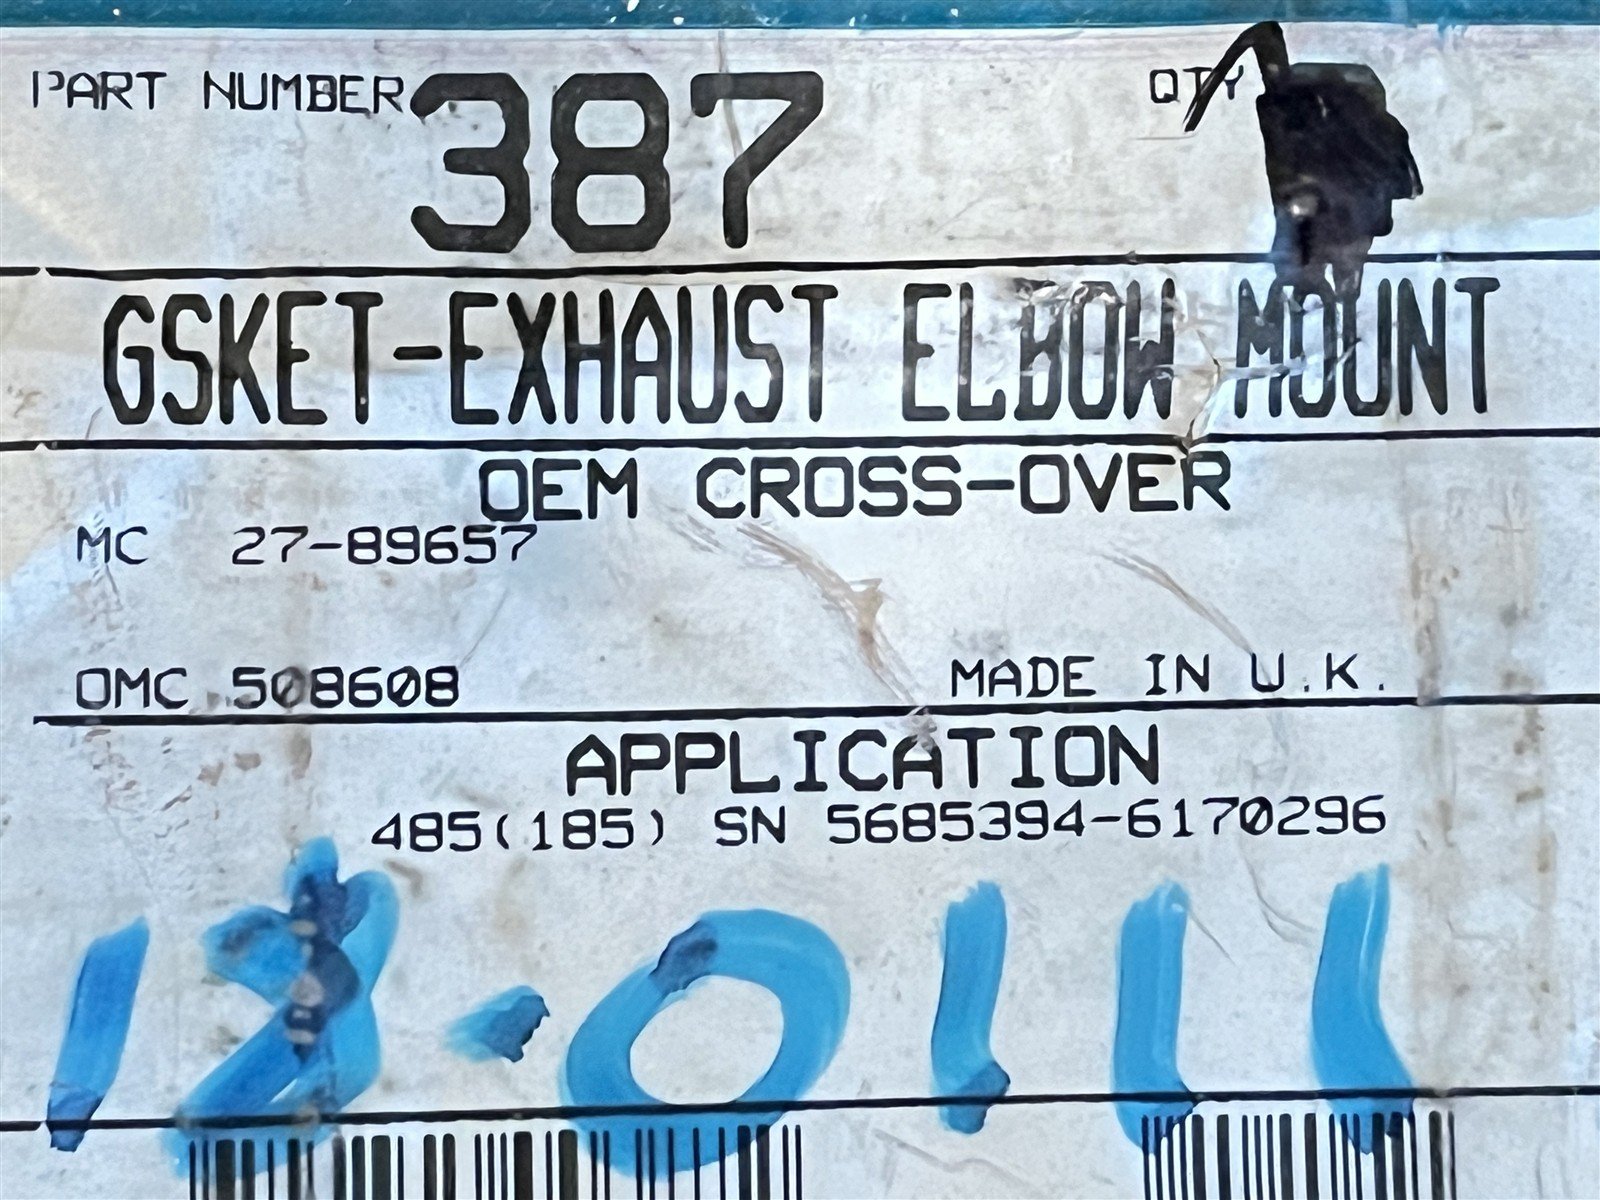 PART NUMBER 387 QTY
GSKET-EXHAUST ELBOW MOUNT
OEM CROSS-OVER
MC 27-89657
OMC 508608 MADE IN U.K.
APPLICATION
485(185) SN 5685394-6170296
18-0111